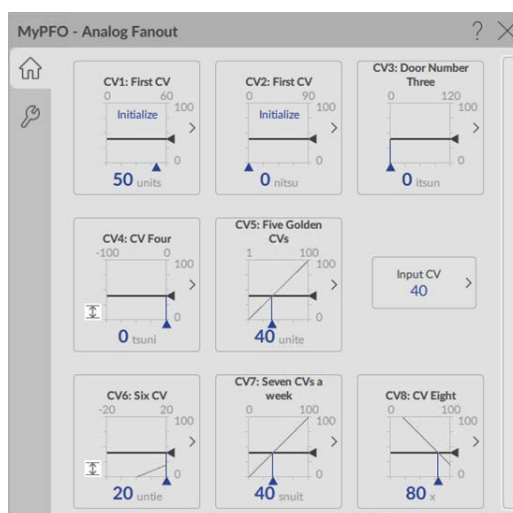 MyPFO - Analog Fanout ?
CV1: First CV
0 60
Initialize
100
0
50 units
CV2: First CV
0 90
Initialize
100
0
0 nitsu
CV3: Door Number
Three
0 120
100
0
0 itsun
CV4: CV Four
-100 0
100
0
0 tsuni
CV5: Five Golden
CVs
1 100
100
0
40 unite
Input CV
40
CV6: Six CV
-20 20
100
0
20 untie
CV7: Seven CVs a
week
0 100
100
0
40 snuit
CV8: CV Eight
0 100
100
0
80 x